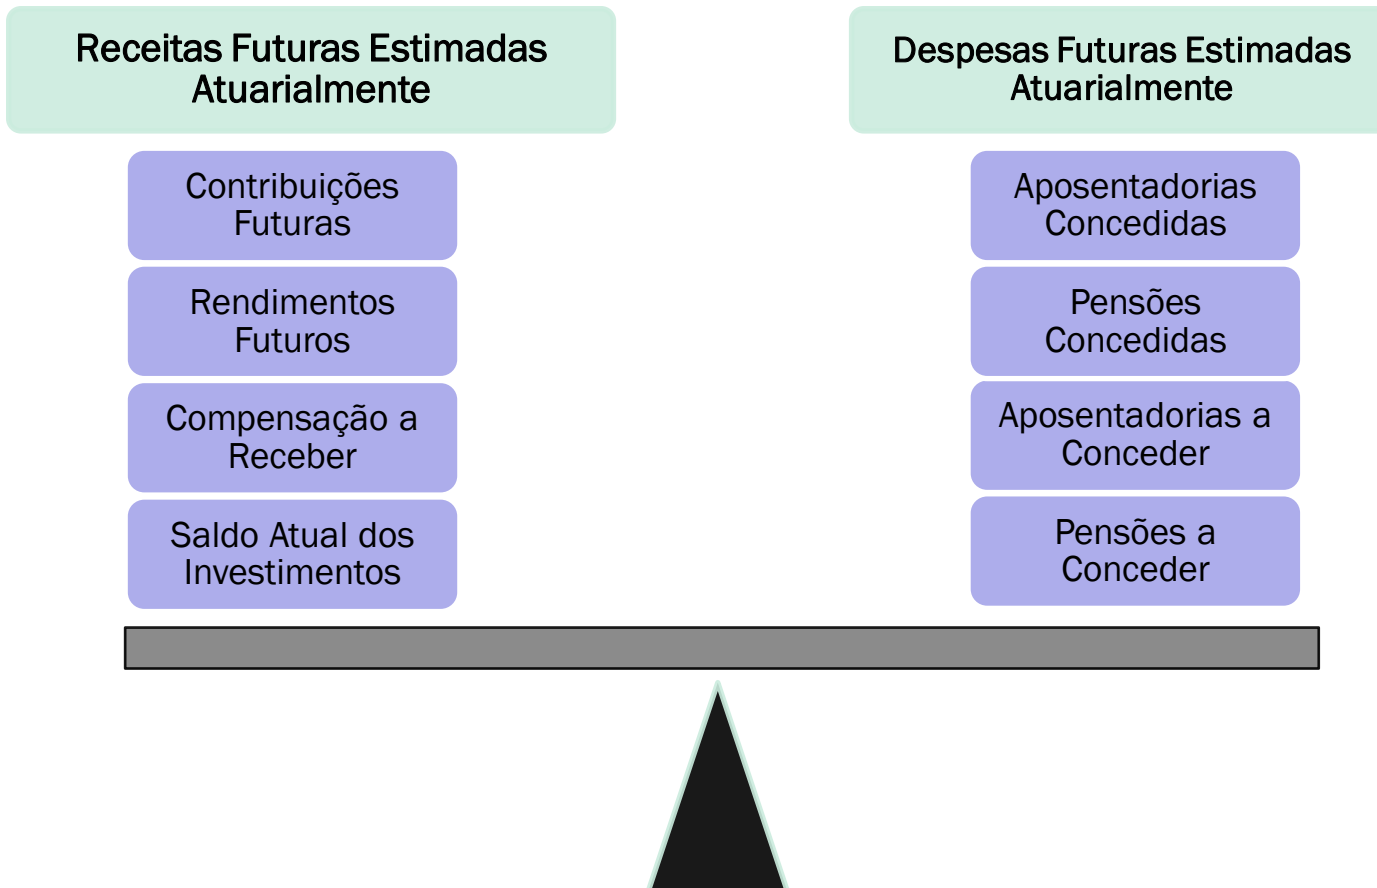 Receitas Futuras Estimadas
Atuarialmente
Contribuições
Futuras
Rendimentos
Futuros
Compensação a
Receber
Saldo Atual dos
Investimentos
Despesas Futuras Estimadas
Atuarialmente
Aposentadorias
Concedidas
Pensões
Concedidas
Aposentadorias a
Conceder
Pensões a
Conceder